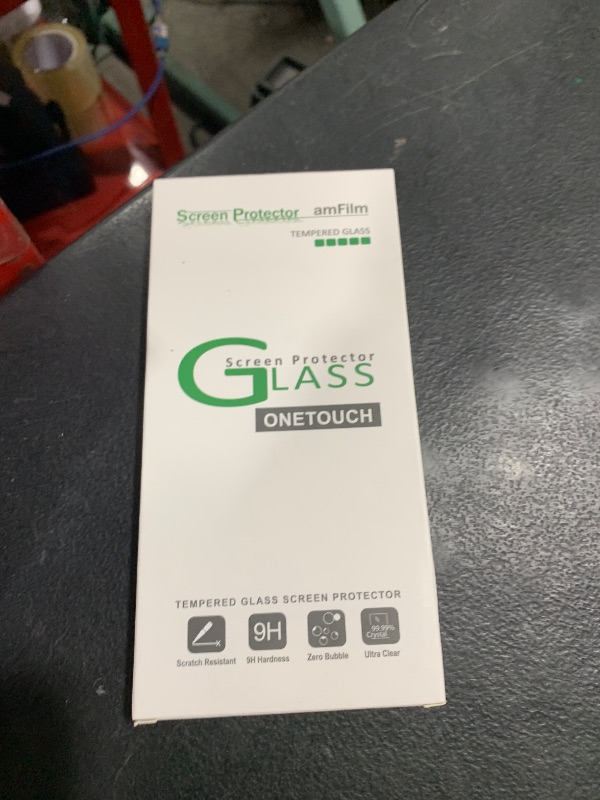 Screen Protector amFilm
TEMPERED GLASS
Screen Protector
GLASS
ONETOUCH
TEMPERED GLASS SCREEN PROTECTOR
9H
99.99%
Crystal
Scratch Resistant 9H Hardness Zero Bubble Ultra Clear